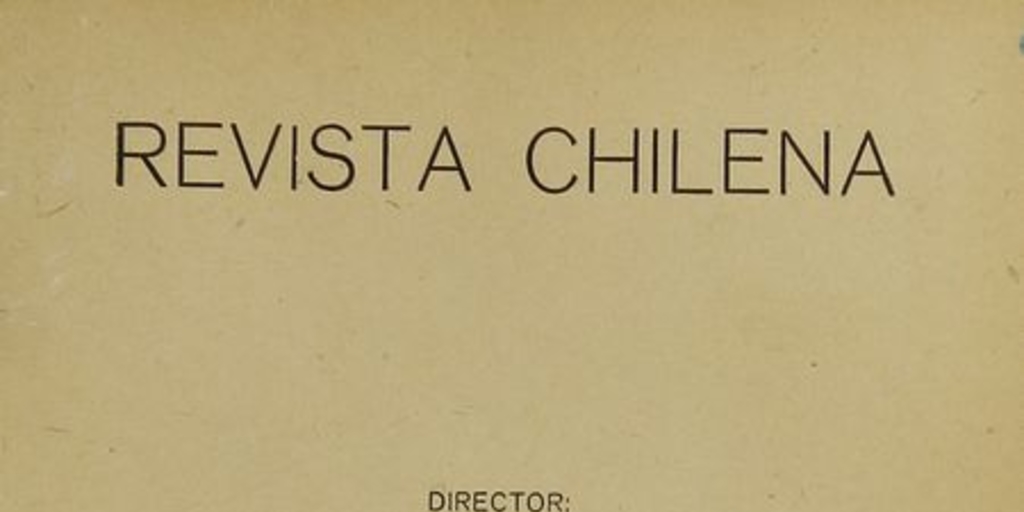 REVISTA CHILENA
DIRECTOR: